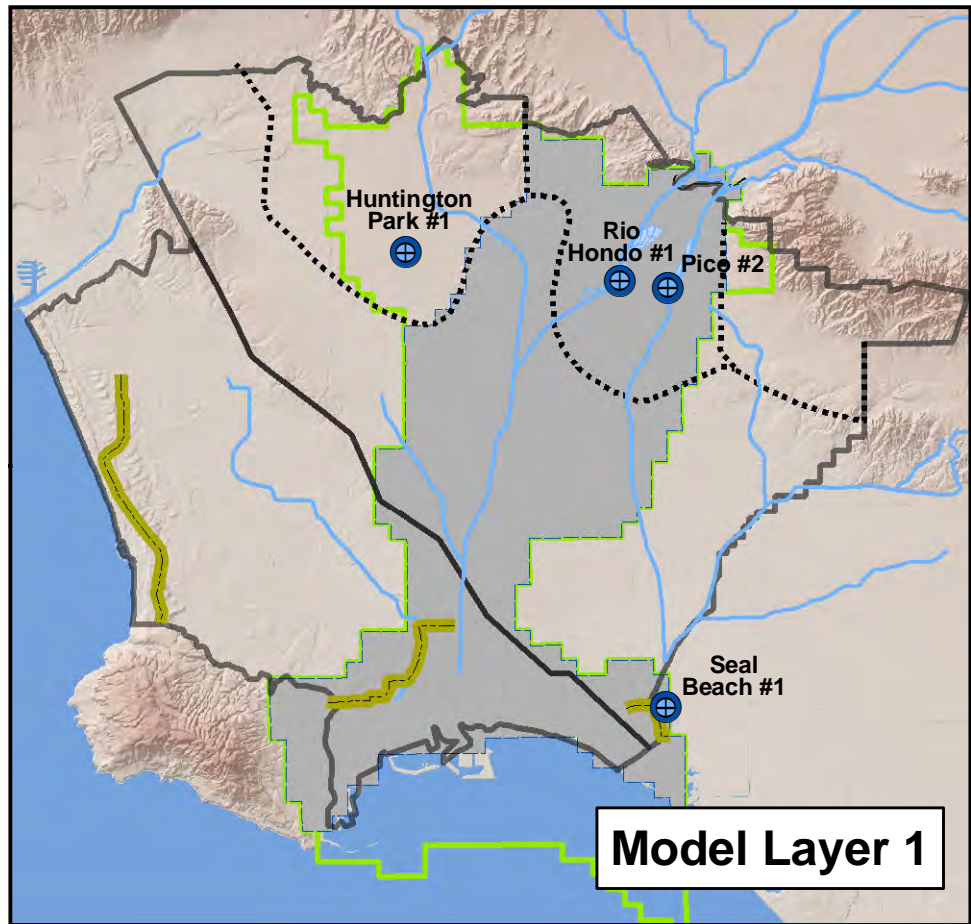 Huntington
Park #1
Rio
Hondo #1
Pico #2
Seal
Beach #1
Model Layer 1